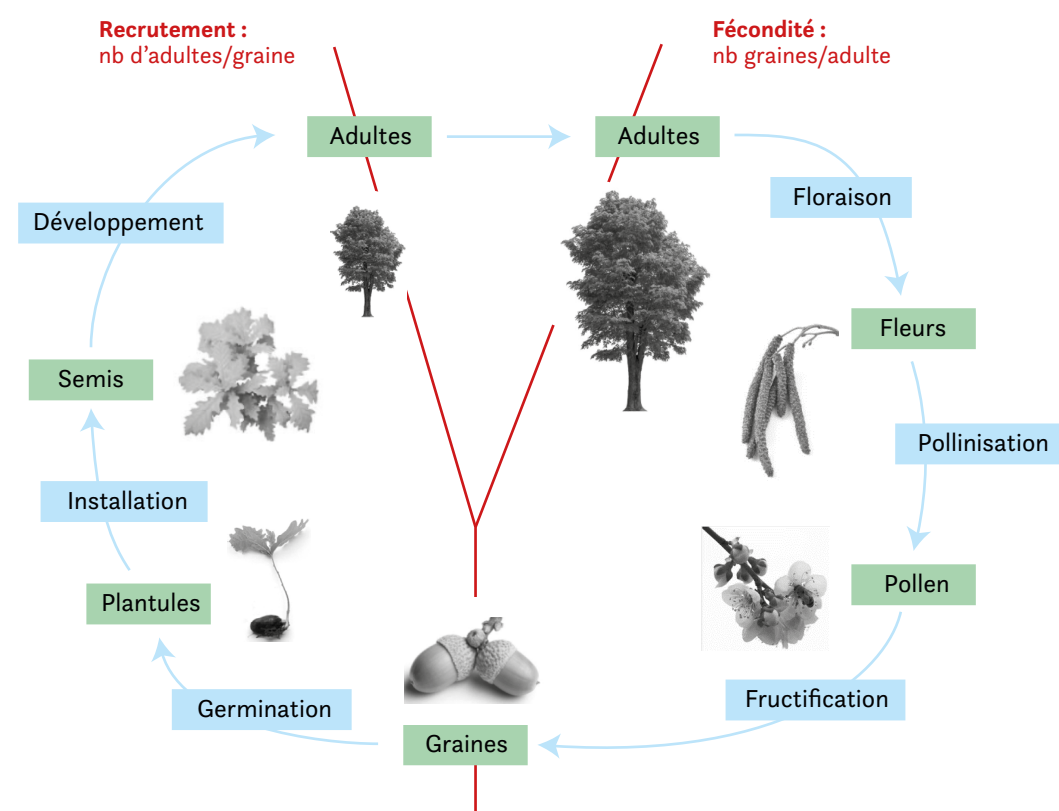 Recrutement :
nb d'adultes/graine
Fécondité :
nb graines/adulte
Adultes
Adultes
Floraison
Développement
Fleurs
Semis
Pollinisation
Installation
Plantules
Pollen
Germination
Fructification
Graines